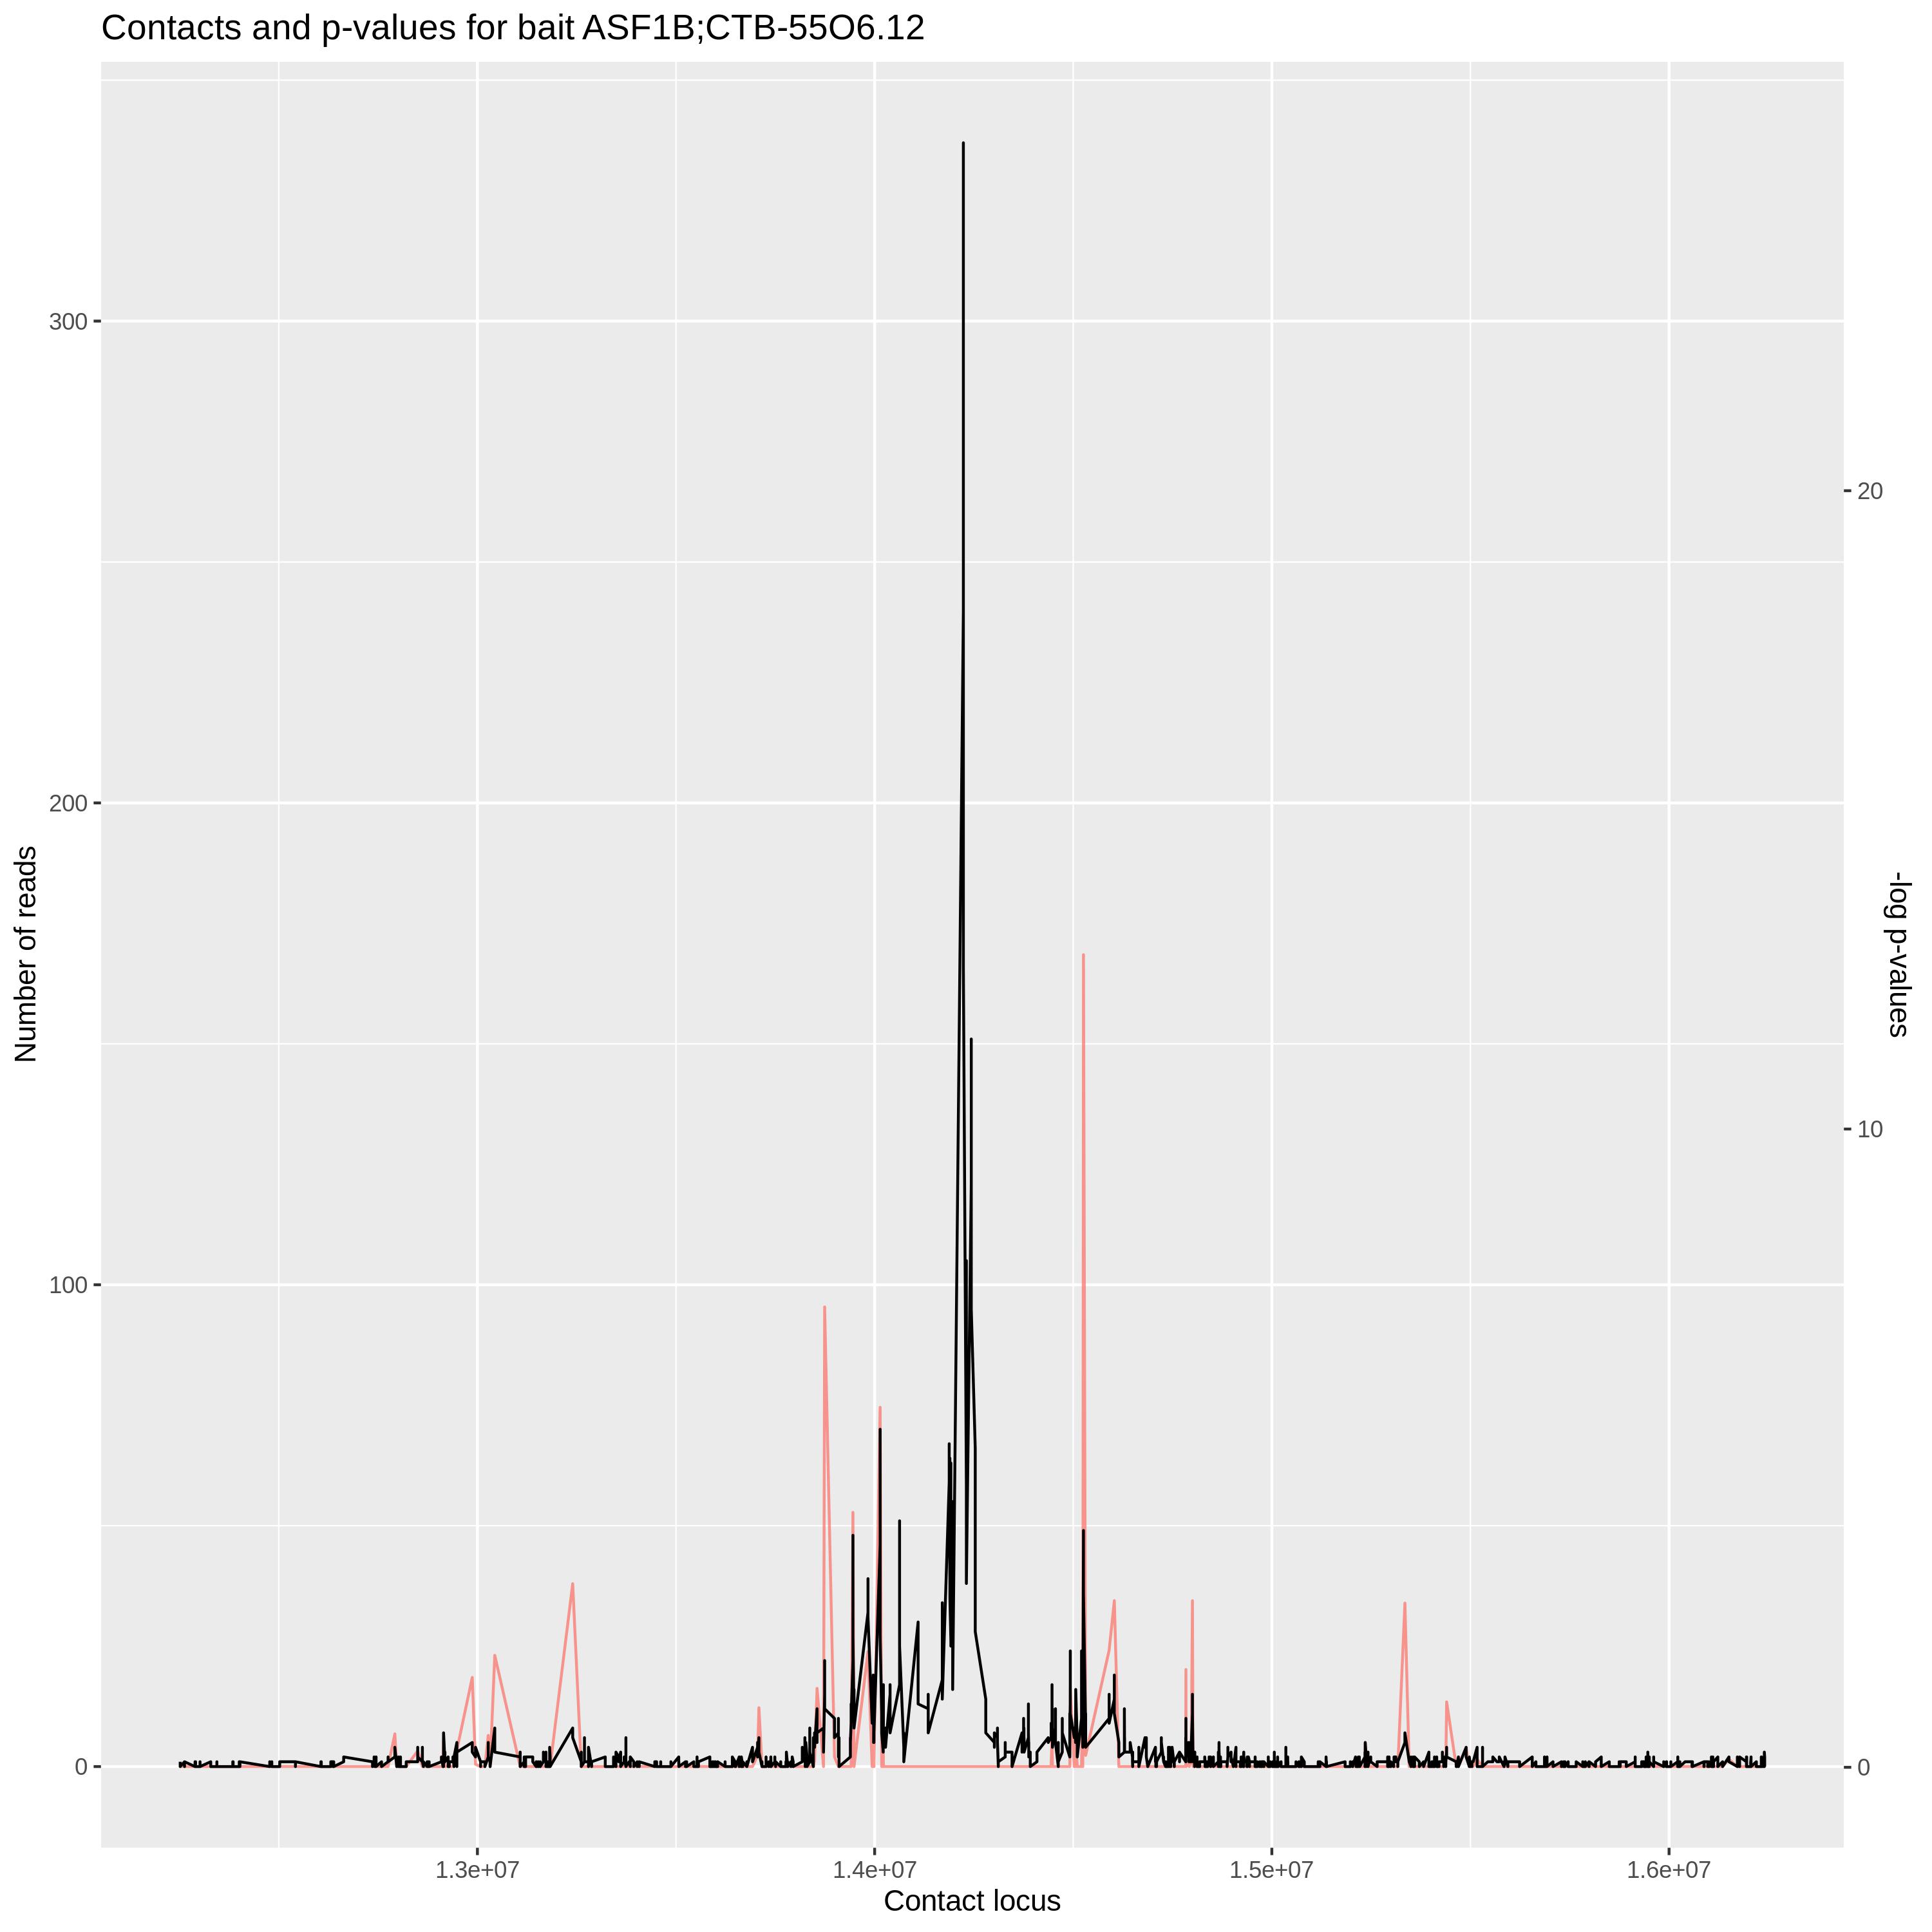 Contacts and p-values for bait ASF1B;CTB-55O6.12
300
200
100
0
Number of reads
20
10
0
-log p-values
1.3e+07
1.4e+07
1.5e+07
1.6e+07
Contact locus